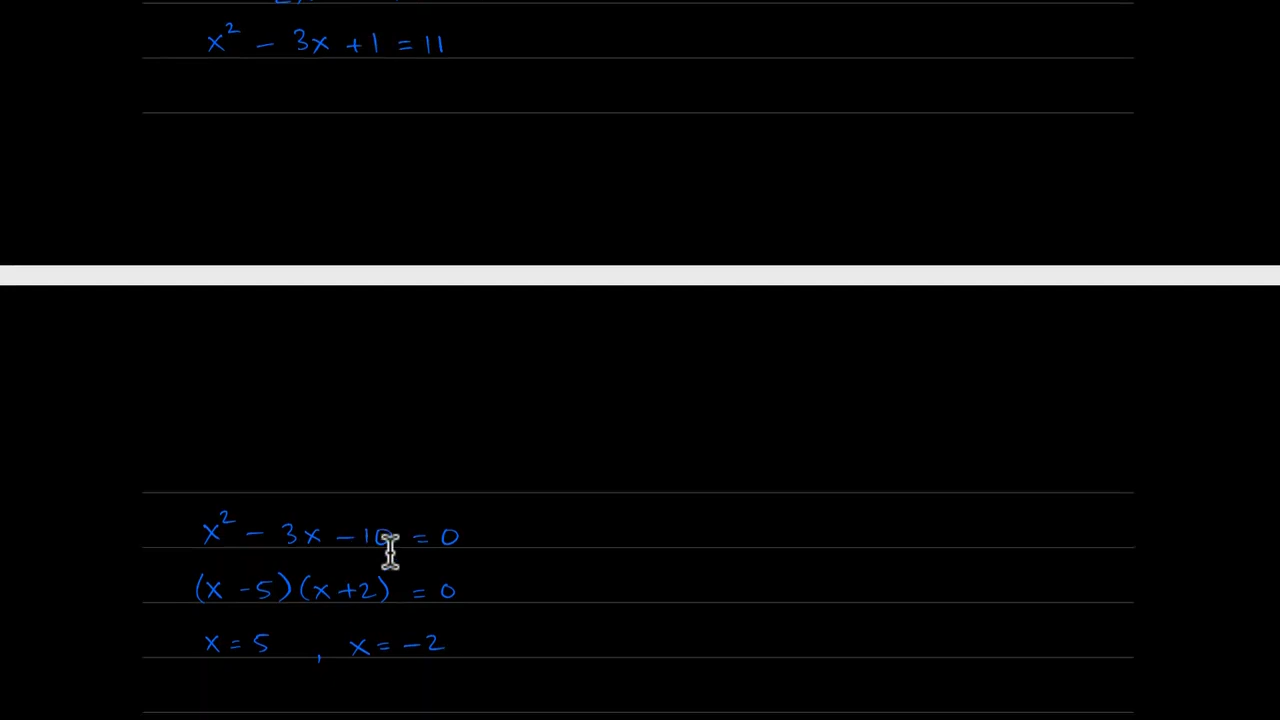 x² - 3x + 1 = 11
x² - 3x - 10 = 0
(x - 5)(x + 2) = 0
x = 5 , x = -2